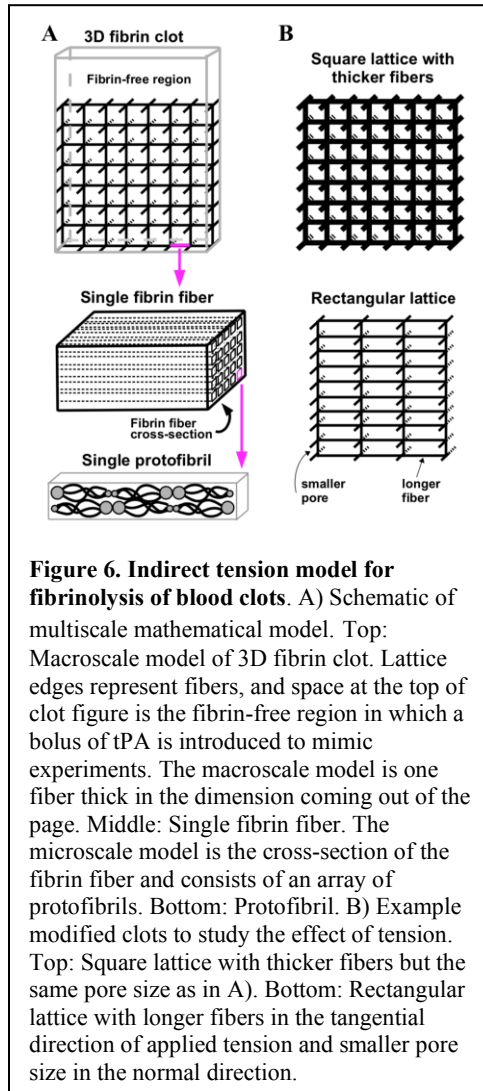 A
3D fibrin clot
Fibrin-free region
Single fibrin fiber
Fibrin fiber
cross-section
Single protofibril
B
Square lattice with
thicker fibers
Rectangular lattice
smaller
pore
longer
fiber
Figure 6. Indirect tension model for
fibrinolysis of blood clots. A) Schematic of
multiscale mathematical model. Top:
Macroscale model of 3D fibrin clot. Lattice
edges represent fibers, and space at the top of
clot figure is the fibrin-free region in which a
bolus of tPA is introduced to mimic
experiments. The macroscale model is one
fiber thick in the dimension coming out of the
page. Middle: Single fibrin fiber. The
microscale model is the cross-section of the
fibrin fiber and consists of an array of
protofibrils. Bottom: Protofibril. B) Example
modified clots to study the effect of tension.
Top: Square lattice with thicker fibers but the
same pore size as in A). Bottom: Rectangular
lattice with longer fibers in the tangential
direction of applied tension and smaller pore
size in the normal direction.